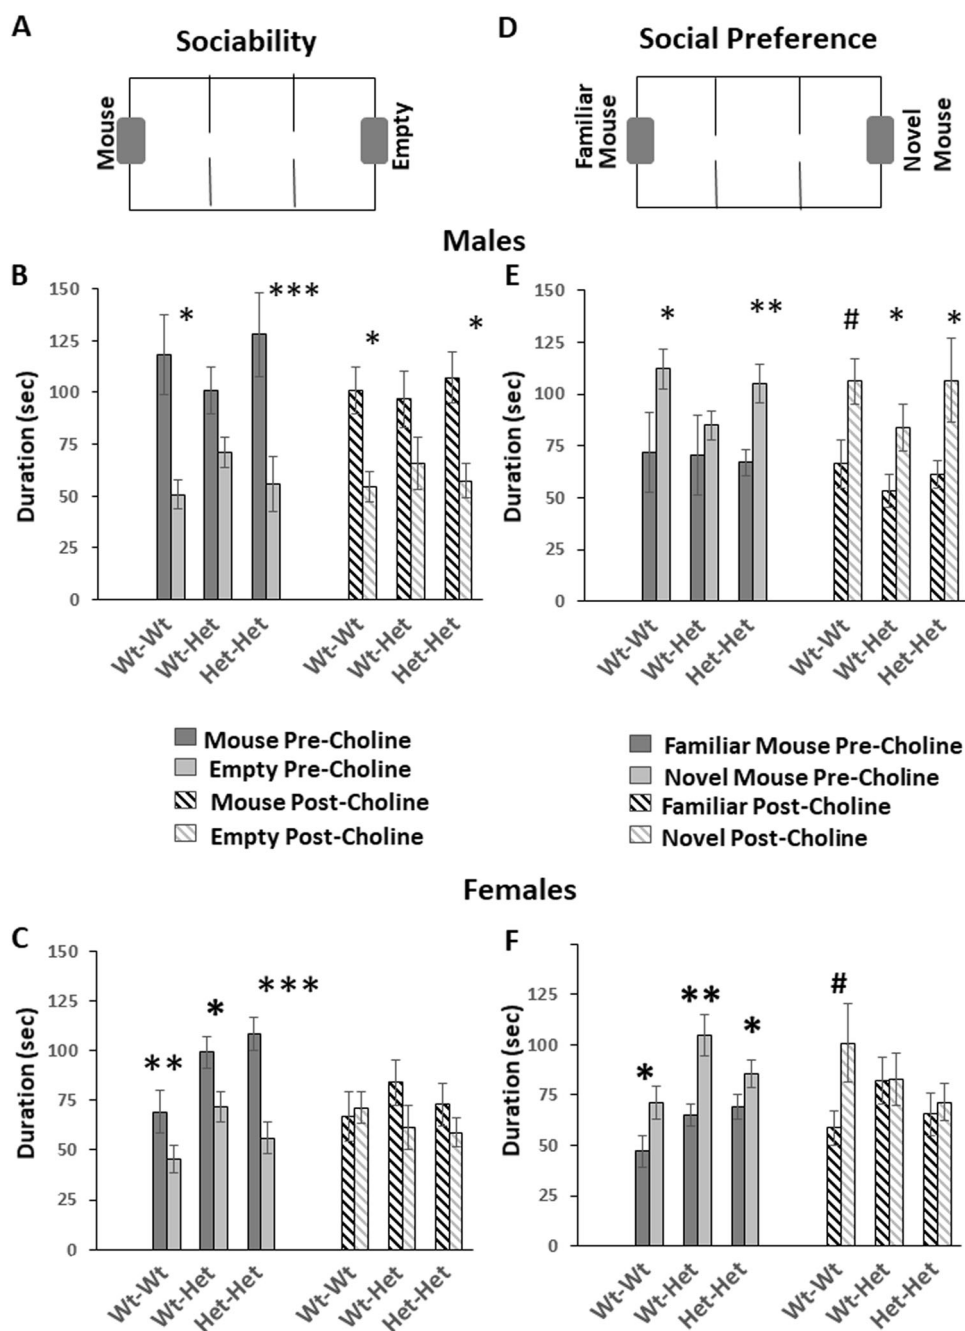 A
Sociability
Mouse
Empty
D
Social Preference
Familiar
Mouse
Novel
Mouse
Males
B
Duration (sec)
150
125
100
75
50
25
0
*
***
*
*
Wt-Wt
Wt-Het
Het-Het
Wt-Wt
Wt-Het
Het-Het
E
Duration (sec)
150
125
100
75
50
25
0
*
**
#
*
*
Wt-Wt
Wt-Het
Het-Het
Wt-Wt
Wt-Het
Het-Het
Mouse Pre-Choline
Empty Pre-Choline
Mouse Post-Choline
Empty Post-Choline
Familiar Mouse Pre-Choline
Novel Mouse Pre-Choline
Familiar Post-Choline
Novel Post-Choline
Females
C
Duration (sec)
150
125
100
75
50
25
0
**
*
***
Wt-Wt
Wt-Het
Het-Het
Wt-Wt
Wt-Het
Het-Het
F
Duration (sec)
125
100
75
50
25
0
*
**
*
#
Wt-Wt
Wt-Het
Het-Het
Wt-Wt
Wt-Het
Het-Het